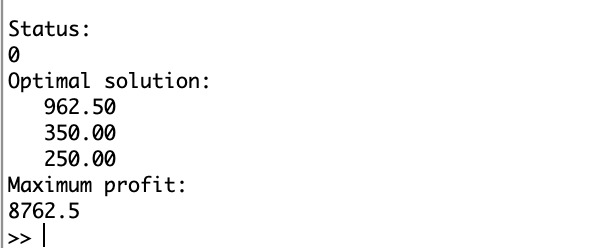 Status:
0
Optimal solution:
962.50
350.00
250.00
Maximum profit:
8762.5
>>